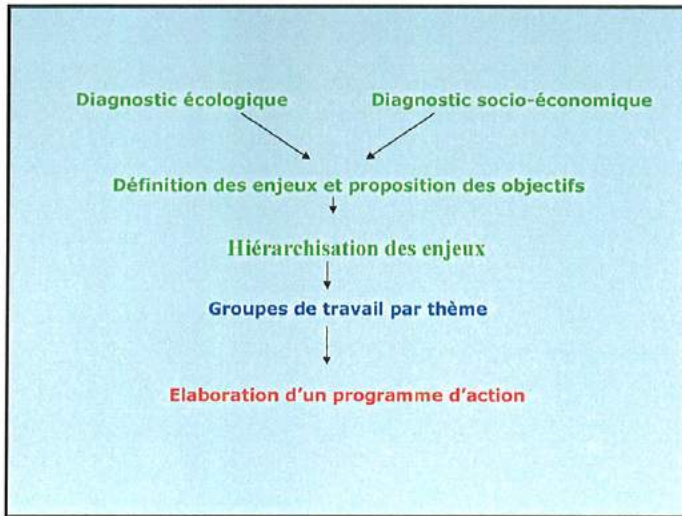 Diagnostic écologique
Diagnostic socio-économique
Définition des enjeux et proposition des objectifs
Hiérarchisation des enjeux
Groupes de travail par thème
Elaboration d'un programme d'action